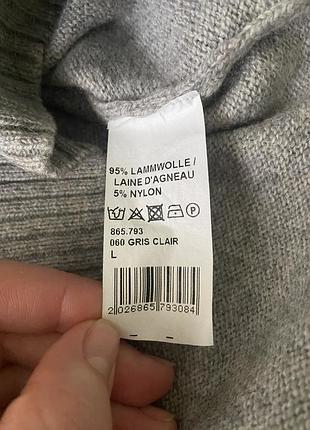 95% LAMMWOLLE /
LAINE D'AGNEAU
5% NYLON
P
865.793
060 GRIS CLAIR
L
2 026865 793084